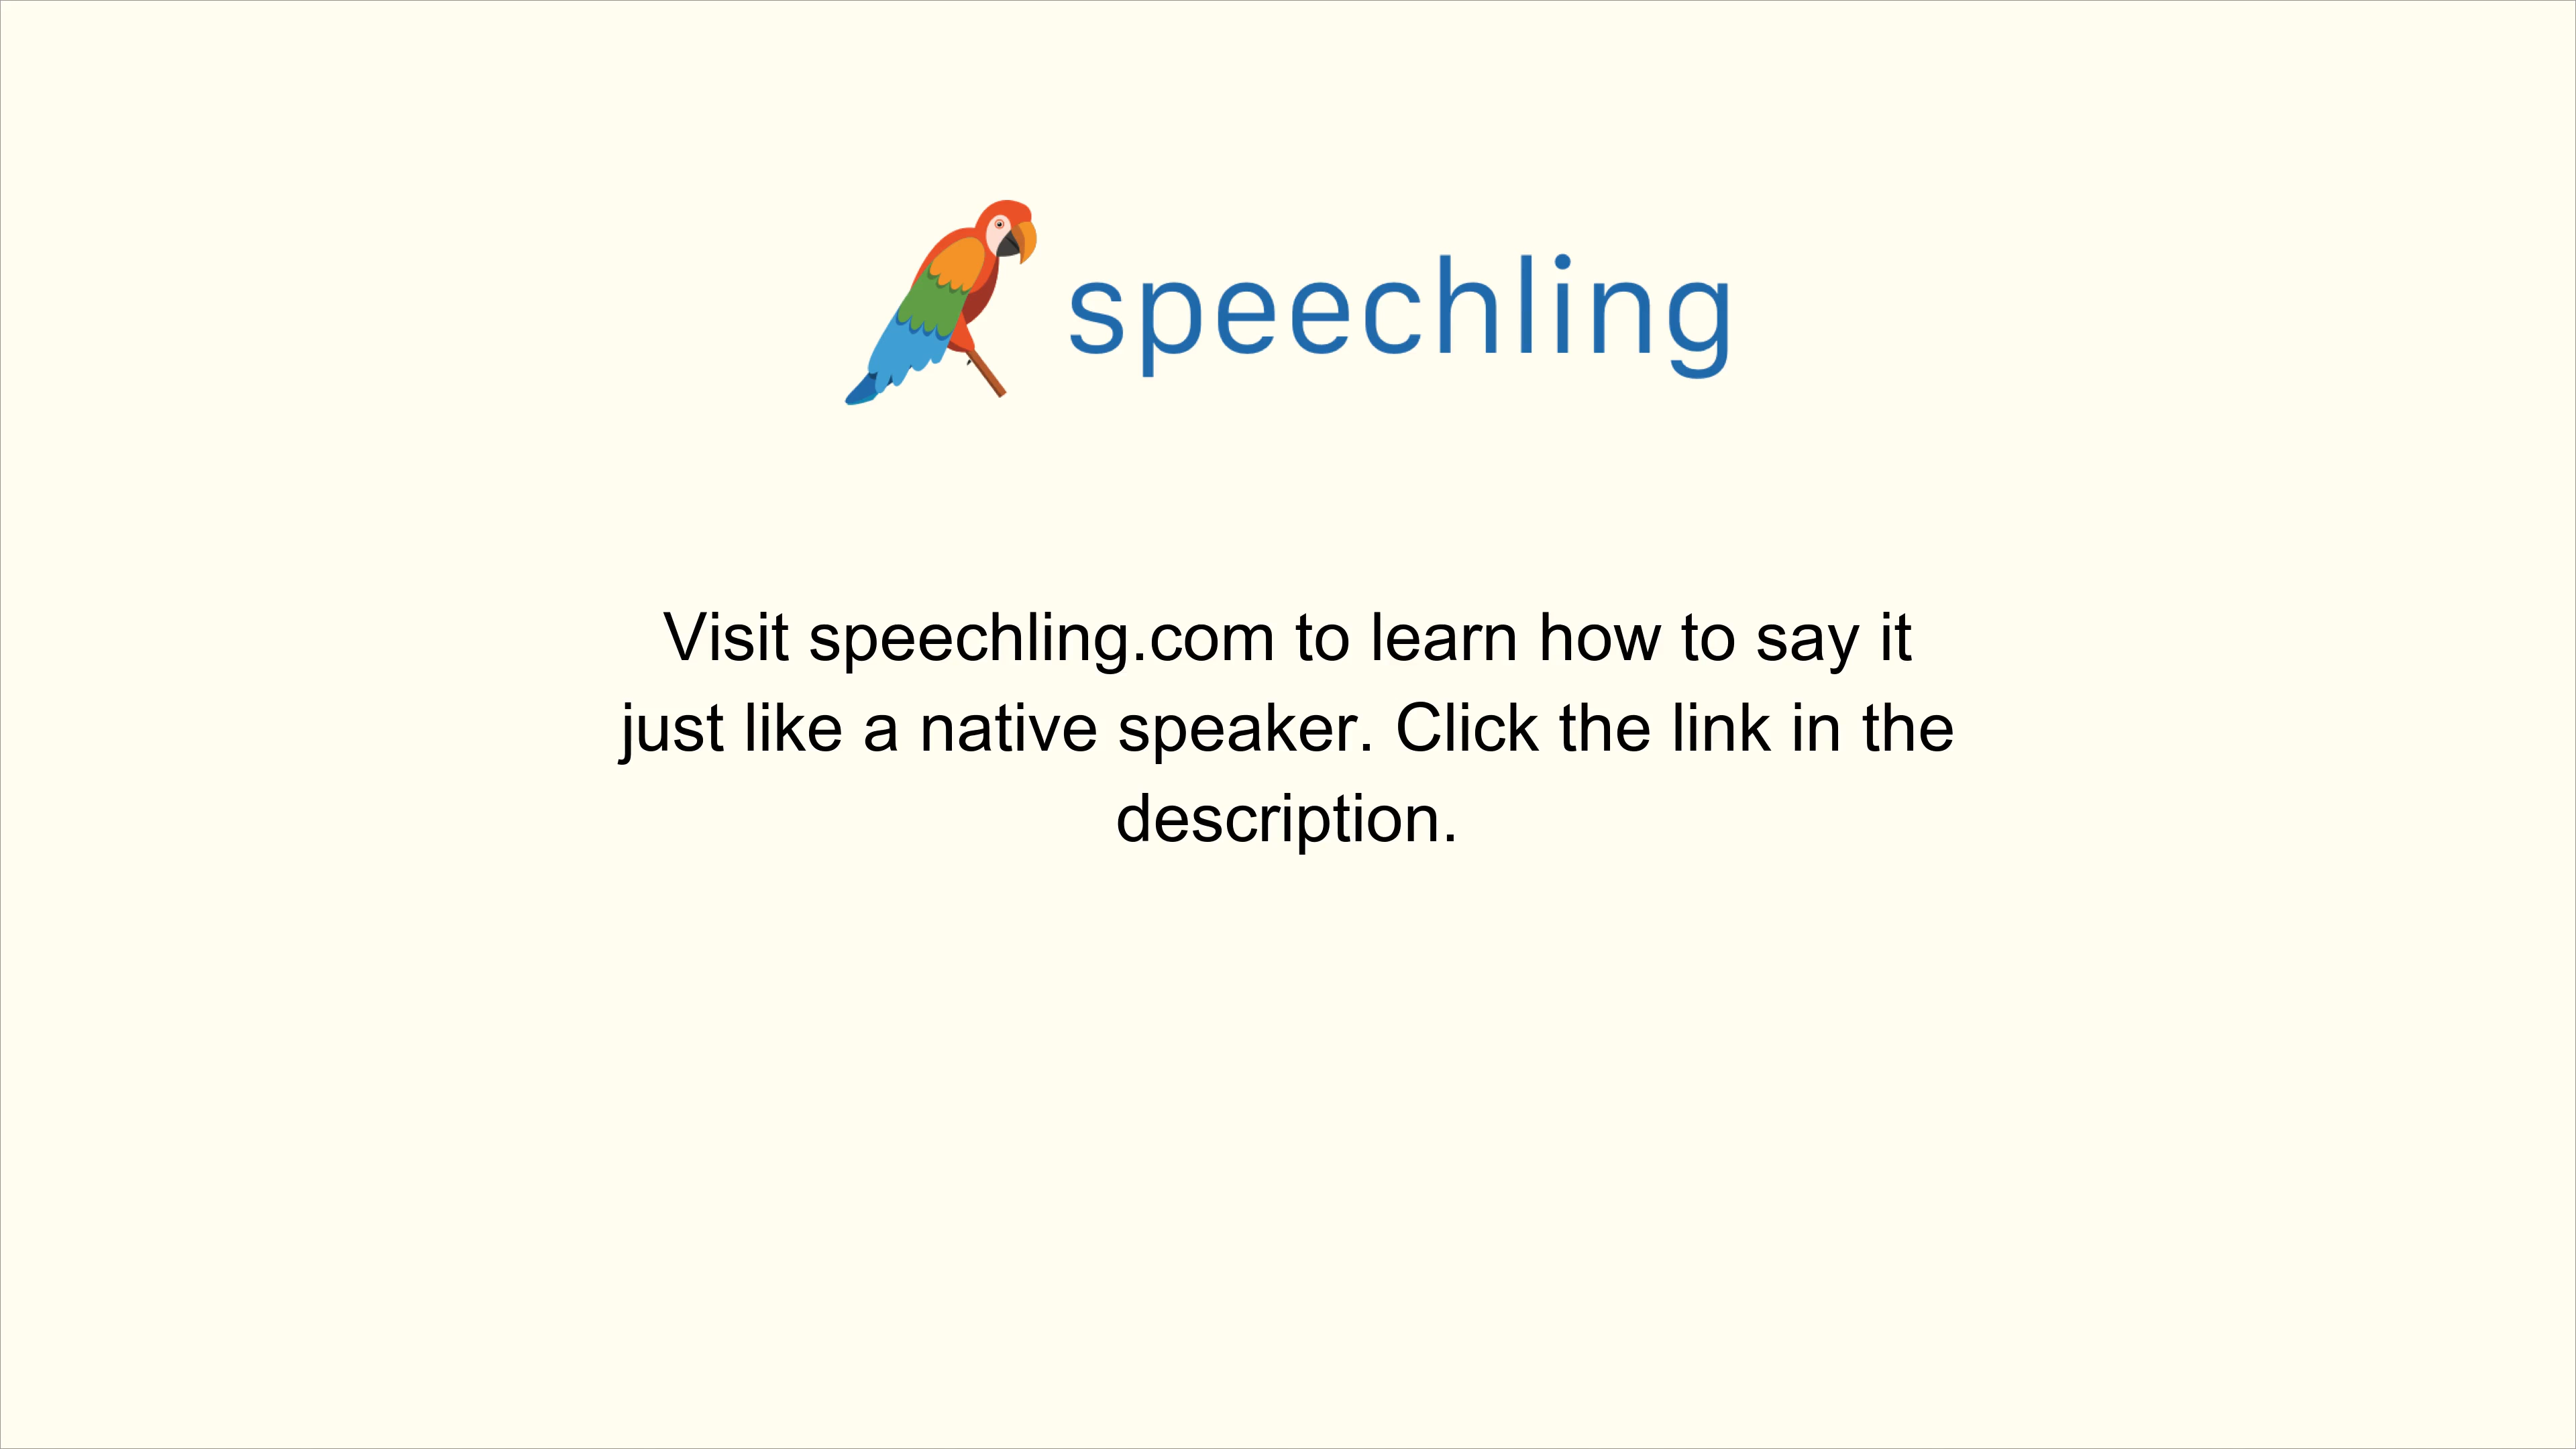 speechling
Visit speechling.com to learn how to say it
just like a native speaker. Click the link in the
description.